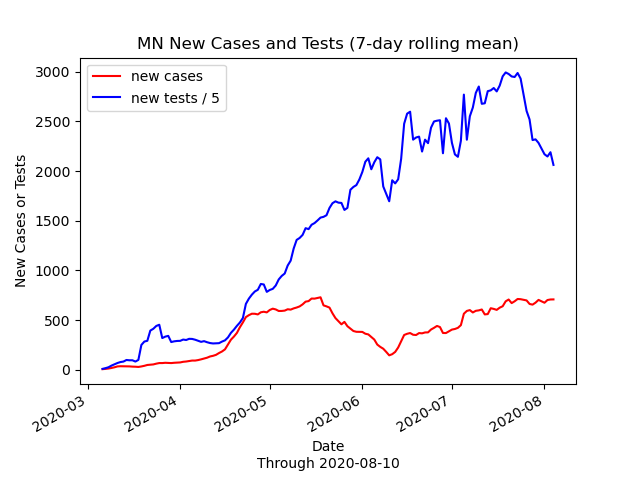 MN New Cases and Tests (7-day rolling mean)
new cases
new tests / 5
New Cases or Tests
3000
2500
2000
1500
1000
500
0
2020-03
2020-04
2020-05
2020-06
2020-07
2020-08
Date
Through 2020-08-10